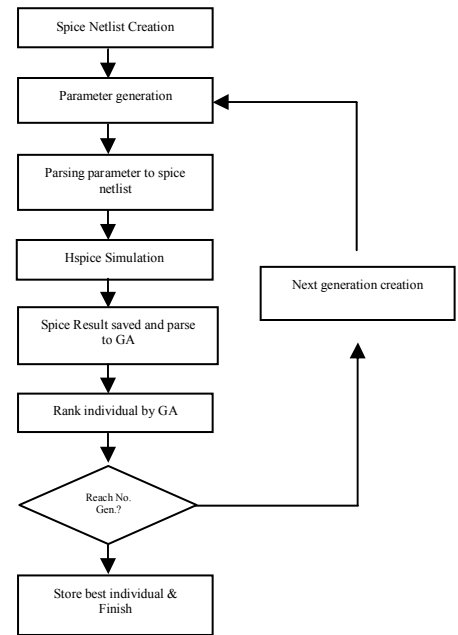 Spice Netlist Creation
Parameter generation
Parsing parameter to spice
netlist
Hspice Simulation
Next generation creation
Spice Result saved and parse
to GA
Rank individual by GA
Reach No.
Gen.?
Store best individual &
Finish